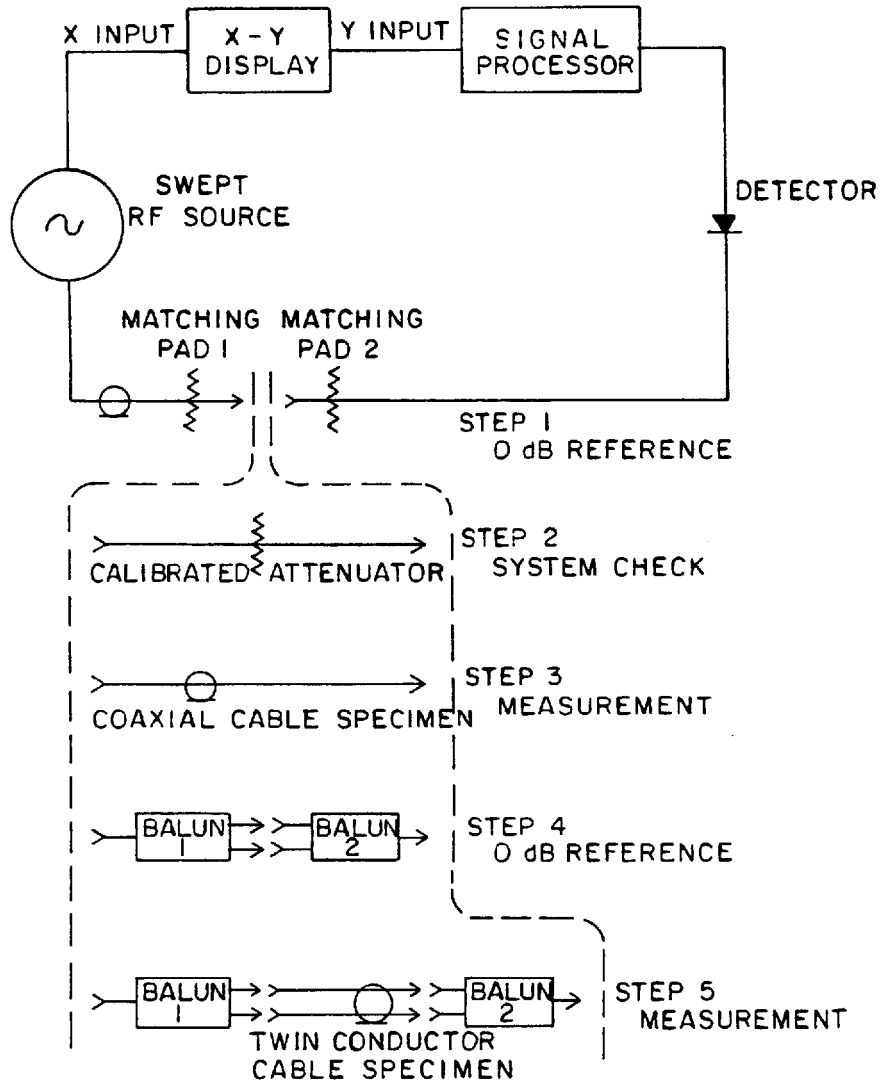 X INPUT
X-Y
DISPLAY
Y INPUT
SIGNAL
PROCESSOR
SWEPT
RF SOURCE
DETECTOR
MATCHING
PAD 1
MATCHING
PAD 2
STEP 1
0 dB REFERENCE
CALIBRATED ATTENUATOR
STEP 2
SYSTEM CHECK
COAXIAL CABLE SPECIMEN
STEP 3
MEASUREMENT
BALUN
1
BALUN
2
STEP 4
0 dB REFERENCE
BALUN
1
BALUN
2
TWIN CONDUCTOR
CABLE SPECIMEN
STEP 5
MEASUREMENT